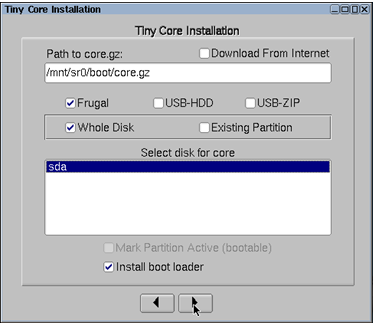 Tiny Core Installation
Tiny Core Installation
Path to core.gz:
Download From Internet
/mnt/sr0/boot/core.gz
Frugal
USB-HDD
USB-ZIP
Whole Disk
Existing Partition
Select disk for core
sda
Mark Partition Active (bootable)
Install boot loader